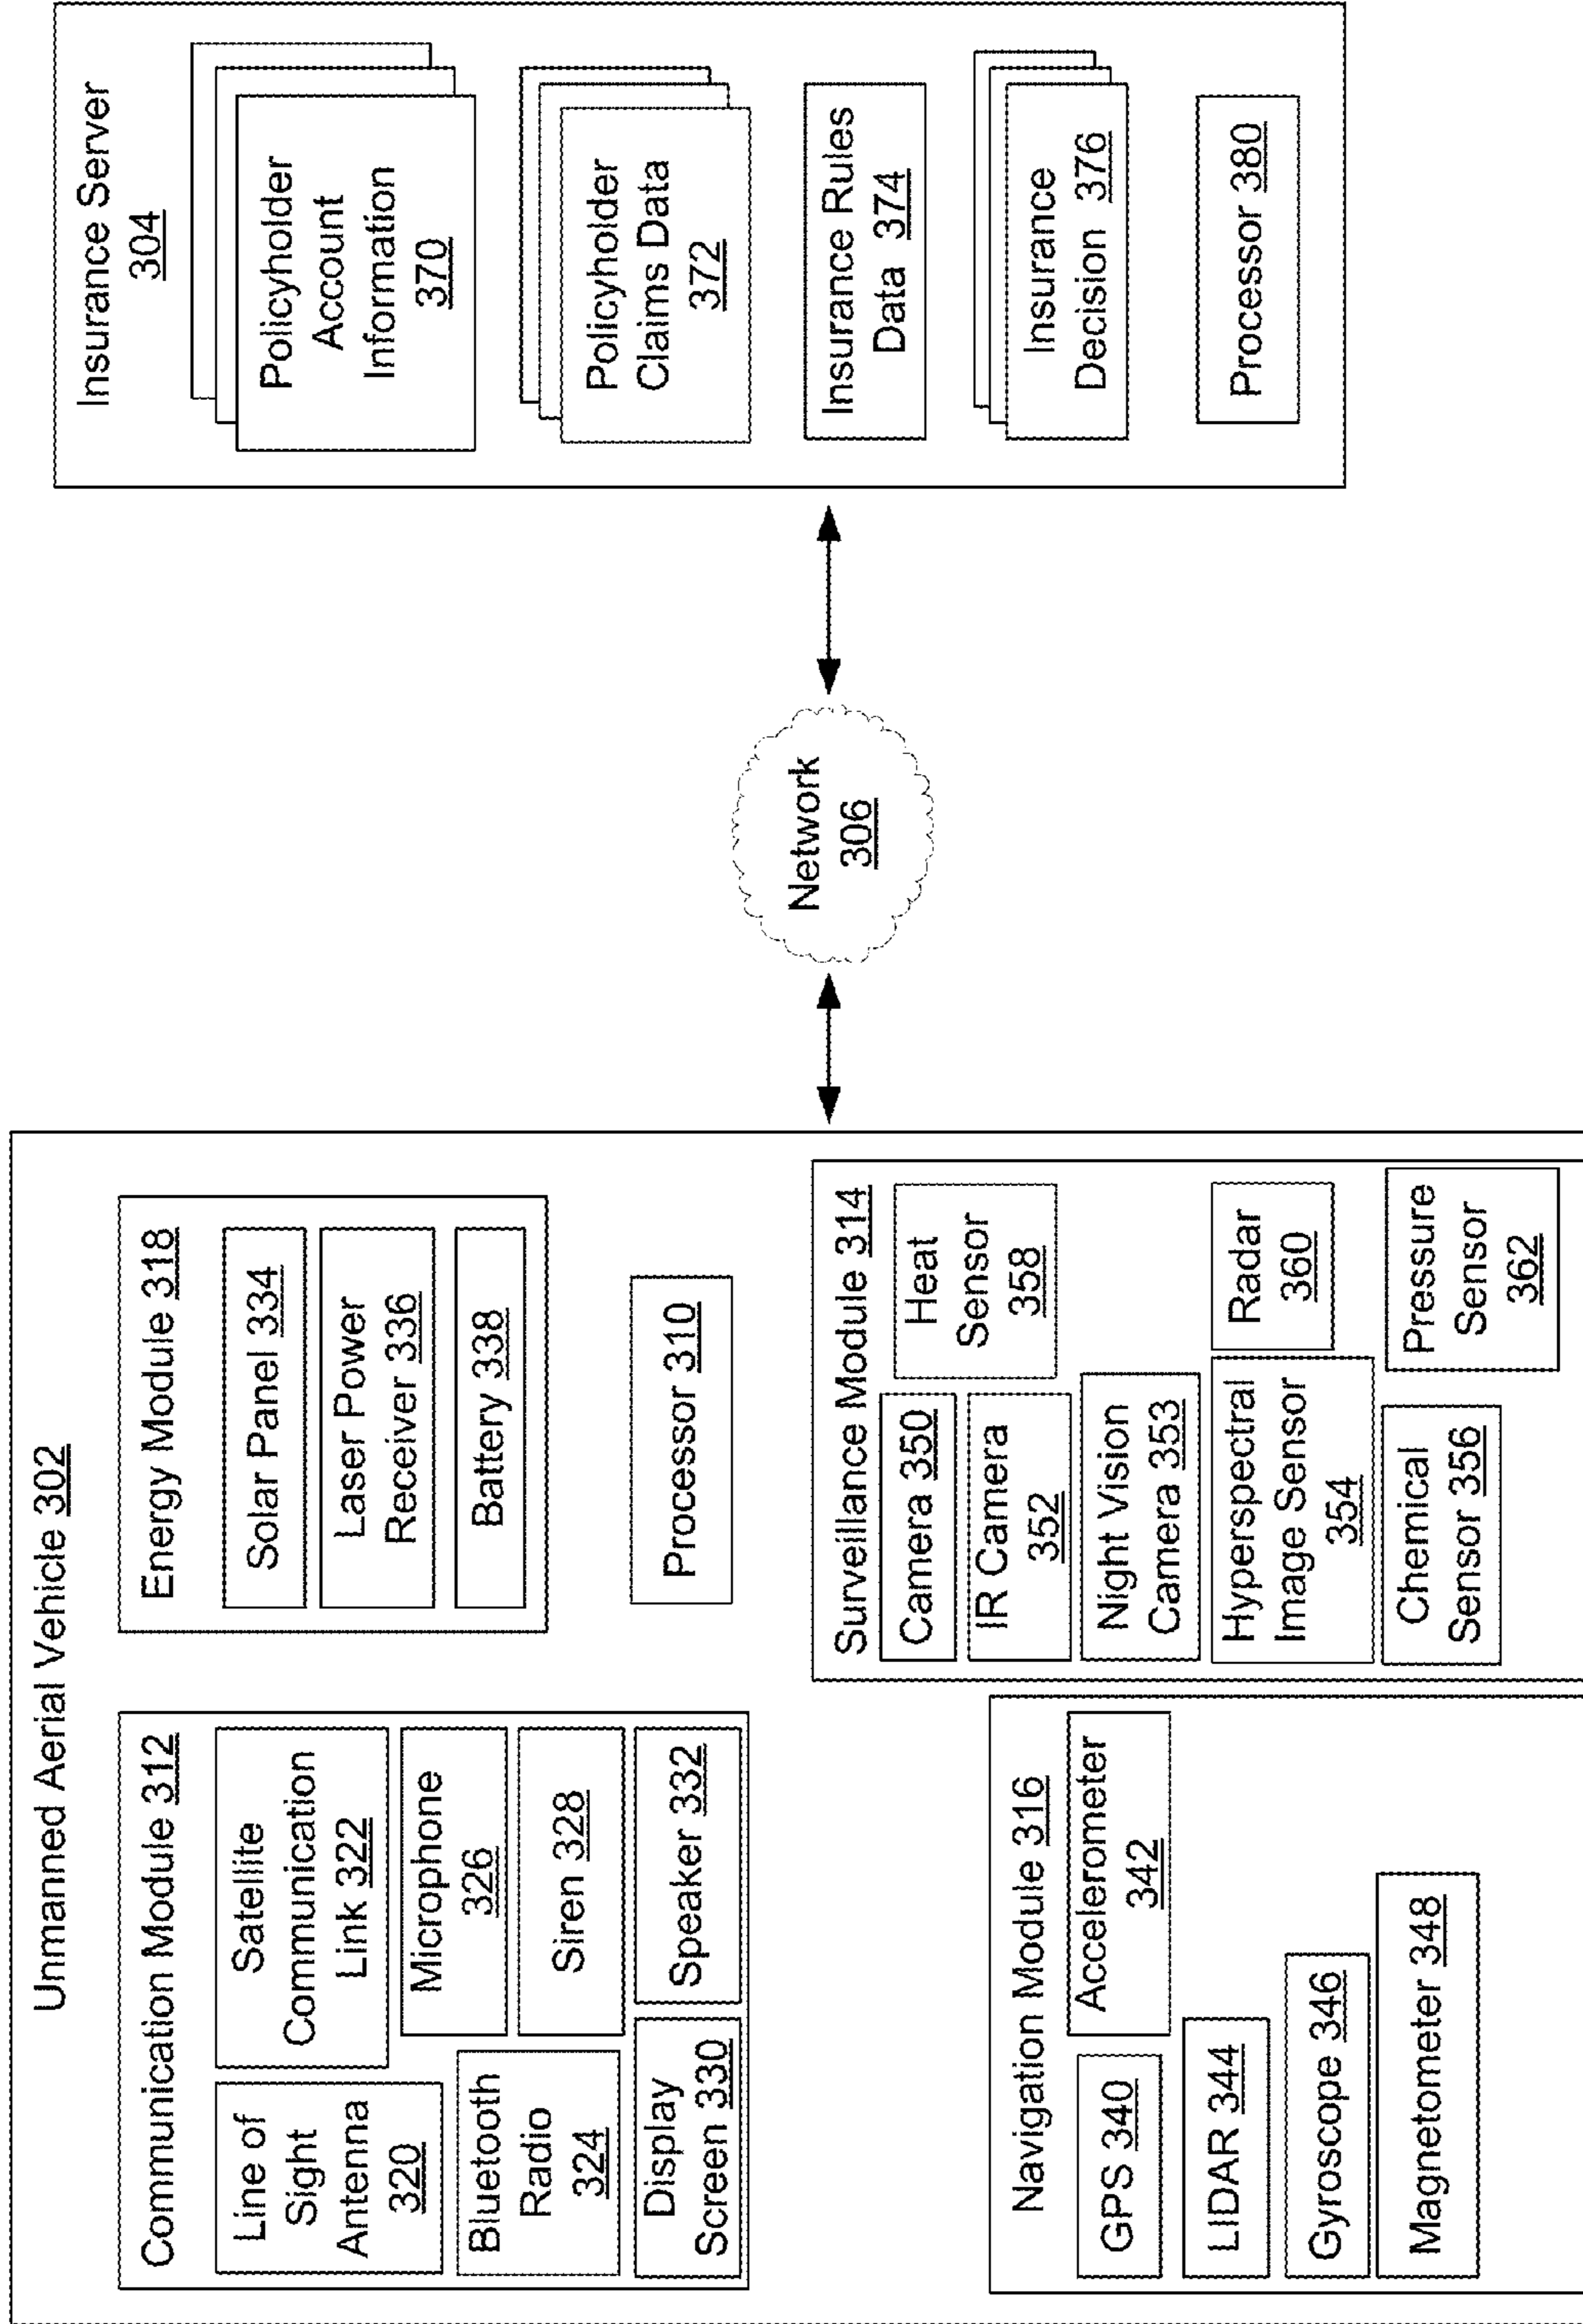 Unmanned Aerial Vehicle 302
Communication Module 312
Line of
Sight
Antenna
320
Satellite
Communication
Link 322
Bluetooth
Radio
324
Microphone
326
Siren 328
Display
Screen 330
Speaker 332
Energy Module 318
Solar Panel 334
Laser Power
Receiver 336
Battery 338
Processor 310
Navigation Module 316
GPS 340
Accelerometer
342
LIDAR 344
Gyroscope 346
Magnetometer 348
Surveillance Module 314
Camera 350
Heat
Sensor
358
IR Camera
352
Night Vision
Camera 353
Hyperspectral
Image Sensor
354
Radar
360
Chemical
Sensor 356
Pressure
Sensor
362
Network
306
Insurance Server
304
Policyholder
Account
Information
370
Policyholder
Claims Data
372
Insurance Rules
Data 374
Insurance
Decision 376
Processor 380